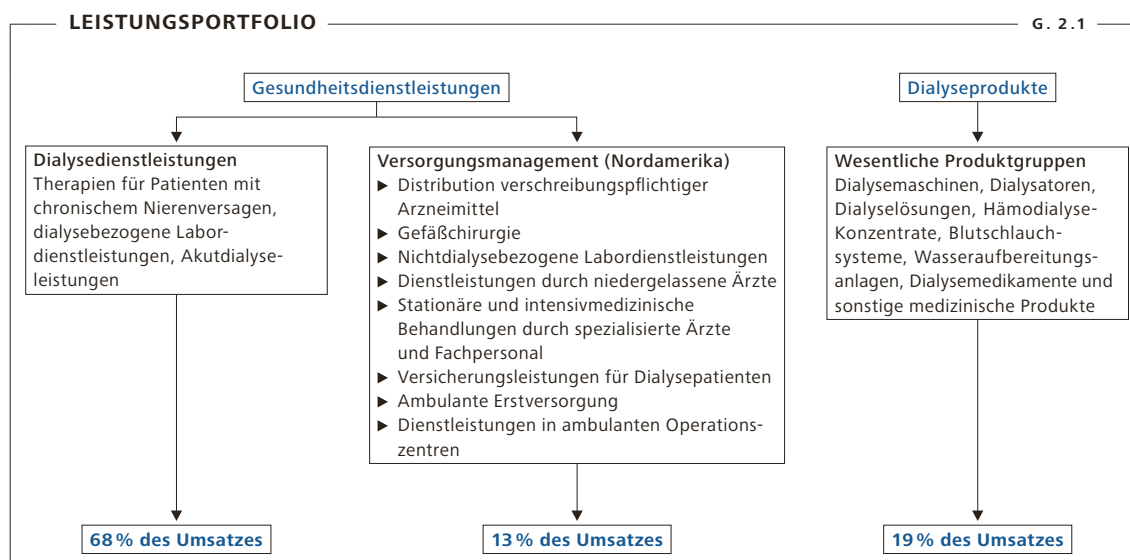 LEISTUNGSPORTFOLIO
G. 2.1
Gesundheitsdienstleistungen
Dialyseprodukte
Dialysedienstleistungen
Therapien für Patienten mit
chronischem Nierenversagen,
dialysebezogene Labor-
dienstleistungen, Akutdialyse-
leistungen
Versorgungsmanagement (Nordamerika)
► Distribution verschreibungspflichtiger
Arzneimittel
► Gefäßchirurgie
► Nichtdialysebezogene Labordienstleistungen
► Dienstleistungen durch niedergelassene Ärzte
► Stationäre und intensivmedizinische
Behandlungen durch spezialisierte Ärzte
und Fachpersonal
► Versicherungsleistungen für Dialysepatienten
► Ambulante Erstversorgung
► Dienstleistungen in ambulanten Operations-
zentren
Wesentliche Produktgruppen
Dialysemaschinen, Dialysatoren,
Dialyselösungen, Hämodialyse-
Konzentrate, Blutschlauch-
systeme, Wasseraufbereitungs-
anlagen, Dialysemedikamente und
sonstige medizinische Produkte
68 % des Umsatzes
13 % des Umsatzes
19 % des Umsatzes